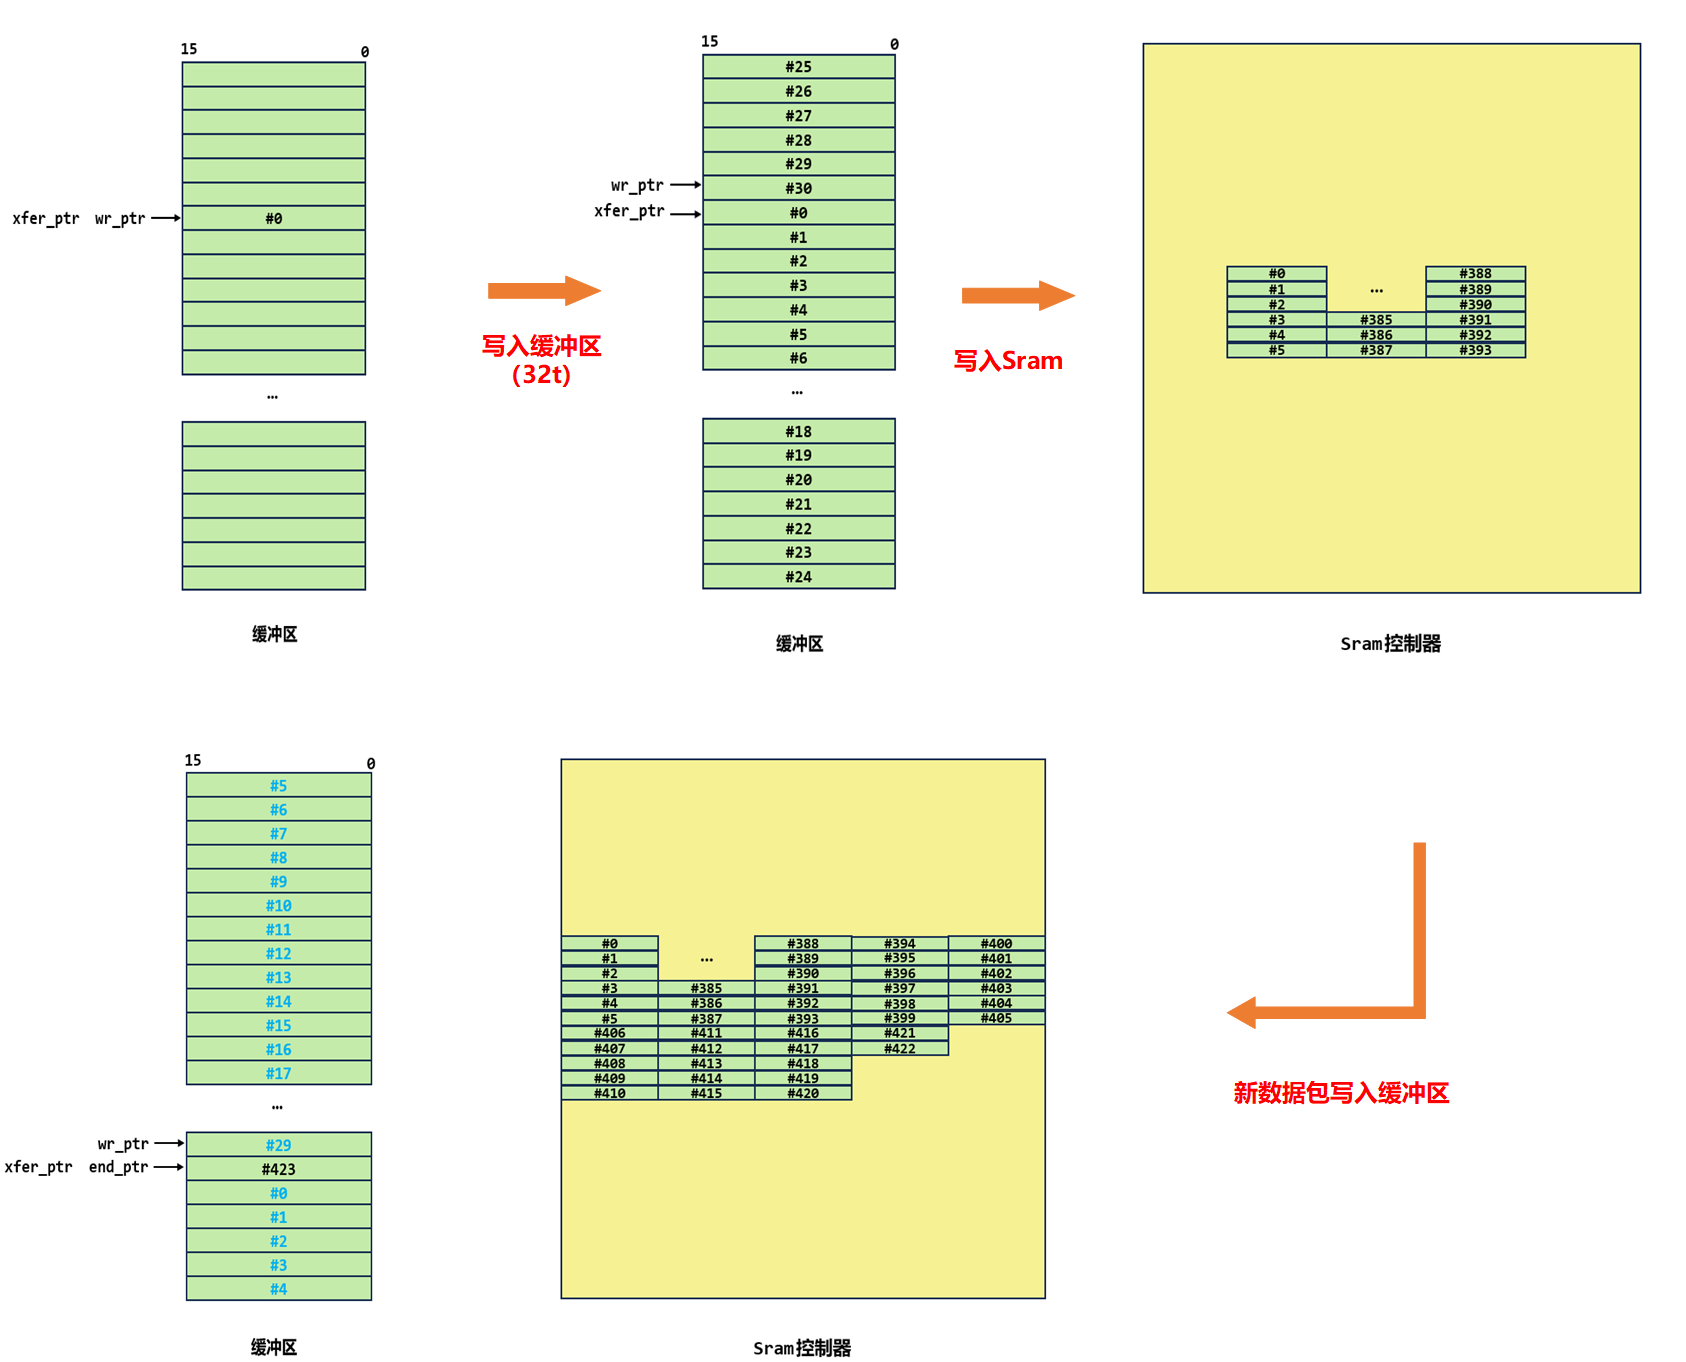 15 0
xfer_ptr wr_ptr
#0
...
缓冲区
写入缓冲区
(32t)
15 0
#25
#26
#27
#28
#29
wr_ptr #30
xfer_ptr #0
#1
#2
#3
#4
#5
#6
...
#18
#19
#20
#21
#22
#23
#24
缓冲区
写入Sram
#0 ... #388
#1 #389
#2 #390
#3 #385 #391
#4 #386 #392
#5 #387 #393
Sram控制器
新数据包写入缓冲区
15 0
#5
#6
#7
#8
#9
#10
#11
#12
#13
#14
#15
#16
#17
...
wr_ptr #29
xfer_ptr end_ptr #423
#0
#1
#2
#3
#4
缓冲区
#0 #388 #394 #400
#1 ... #389 #395 #401
#2 #390 #396 #402
#3 #385 #391 #397 #403
#4 #386 #392 #398 #404
#5 #387 #393 #399 #405
#406 #411 #416 #421
#407 #412 #417 #422
#408 #413 #418
#409 #414 #419
#410 #415 #420
Sram控制器